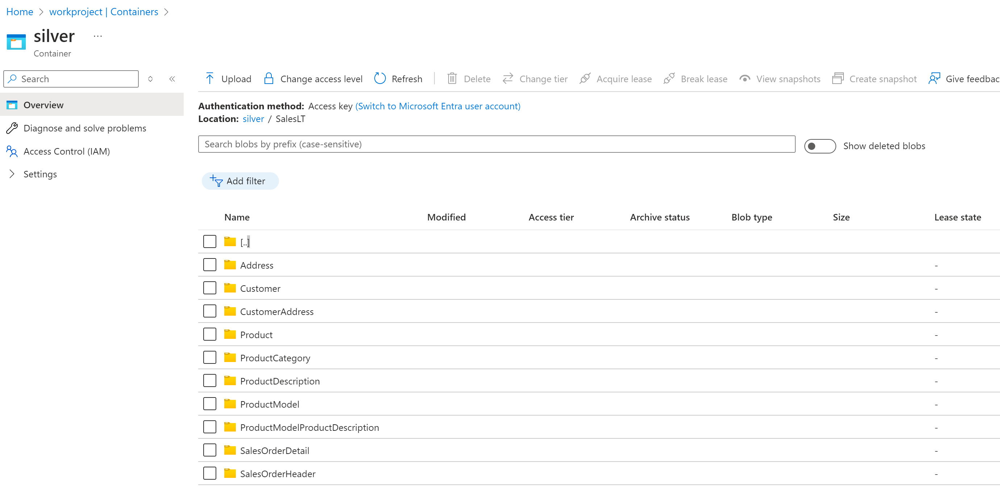 Home > workproject | Containers >
silver ...
Container
Search
Overview
Diagnose and solve problems
Access Control (IAM)
Settings
Upload Change access level Refresh Delete Change tier Acquire lease Break lease View snapshots Create snapshot Give feedbac
Authentication method: Access key (Switch to Microsoft Entra user account)
Location: silver / SalesLT
Search blobs by prefix (case-sensitive)
Show deleted blobs
Add filter
Name Modified Access tier Archive status Blob type Size Lease state
[..]
Address -
Customer -
CustomerAddress -
Product -
ProductCategory -
ProductDescription -
ProductModel -
ProductModelProductDescription -
SalesOrderDetail -
SalesOrderHeader -